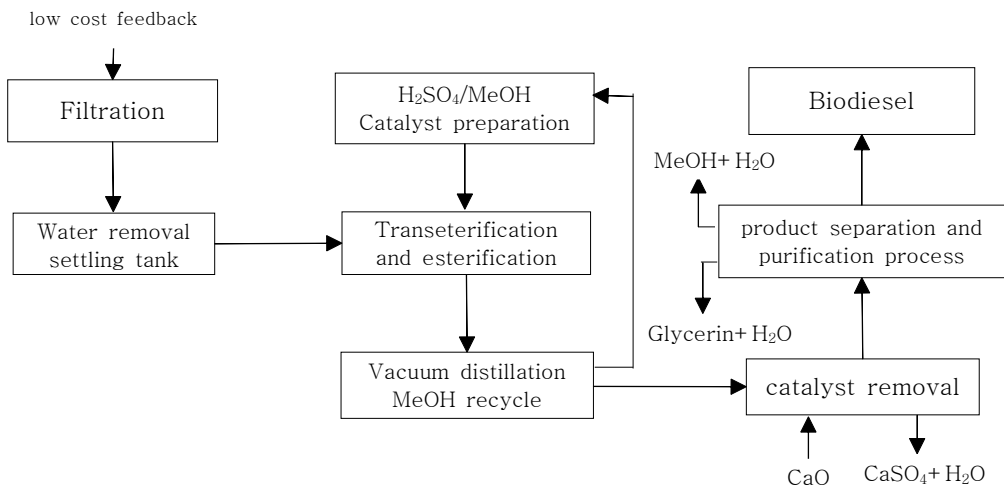 low cost feedback
Filtration
Water removal
settling tank
H₂SO₄/MeOH
Catalyst preparation
Transeterification
and esterification
Vacuum distillation
MeOH recycle
Biodiesel
MeOH+H₂O
product separation and
purification process
Glycerin+H₂O
catalyst removal
CaO
CaSO₄+H₂O